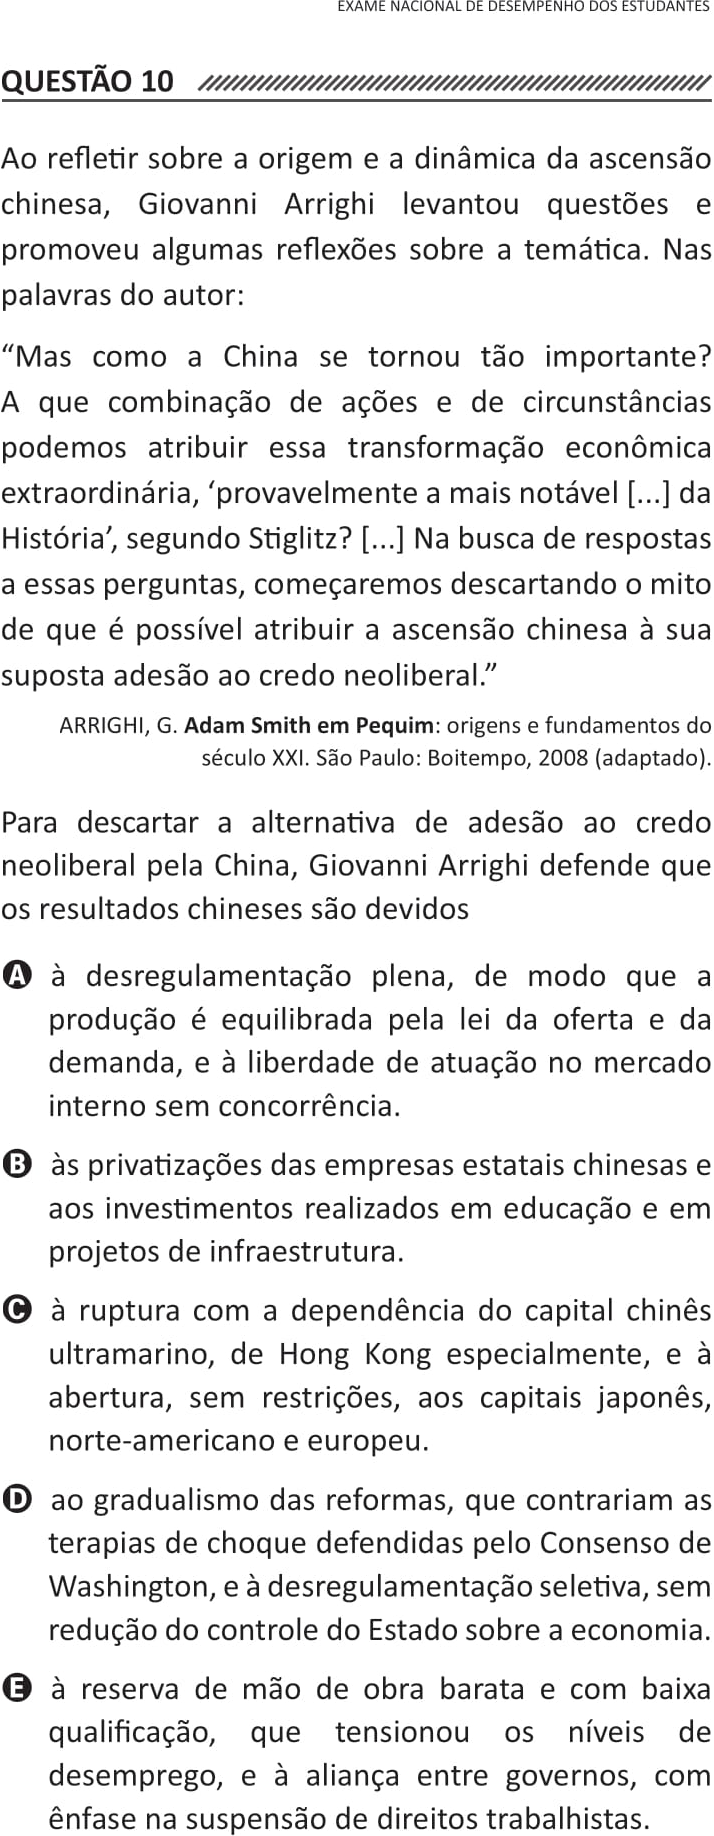 EXAME NACIONAL DE DESEMPENHO DOS ESTUDANTES
QUESTÃO 10
Ao refletir sobre a origem e a dinâmica da ascensão
chinesa, Giovanni Arrighi levantou questões e
promoveu algumas reflexões sobre a temática. Nas
palavras do autor:
“Mas como a China se tornou tão importante?
A que combinação de ações e de circunstâncias
podemos atribuir essa transformação econômica
extraordinária, ‘provavelmente a mais notável [...] da
História’, segundo Stiglitz? [...] Na busca de respostas
a essas perguntas, começaremos descartando o mito
de que é possível atribuir a ascensão chinesa à sua
suposta adesão ao credo neoliberal.”
ARRIGHI, G. Adam Smith em Pequim: origens e fundamentos do
século XXI. São Paulo: Boitempo, 2008 (adaptado).
Para descartar a alternativa de adesão ao credo
neoliberal pela China, Giovanni Arrighi defende que
os resultados chineses são devidos
A à desregulamentação plena, de modo que a
produção é equilibrada pela lei da oferta e da
demanda, e à liberdade de atuação no mercado
interno sem concorrência.
B às privatizações das empresas estatais chinesas e
aos investimentos realizados em educação e em
projetos de infraestrutura.
C à ruptura com a dependência do capital chinês
ultramarino, de Hong Kong especialmente, e à
abertura, sem restrições, aos capitais japonês,
norte-americano e europeu.
D ao gradualismo das reformas, que contrariam as
terapias de choque defendidas pelo Consenso de
Washington, e à desregulamentação seletiva, sem
redução do controle do Estado sobre a economia.
E à reserva de mão de obra barata e com baixa
qualificação, que tensionou os níveis de
desemprego, e à aliança entre governos, com
ênfase na suspensão de direitos trabalhistas.